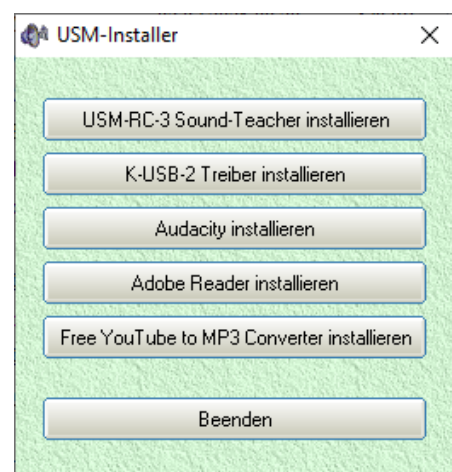 USM-Installer
USM-RC-3 Sound-Teacher installieren
K-USB-2 Treiber installieren
Audacity installieren
Adobe Reader installieren
Free YouTube to MP3 Converter installieren
Beenden